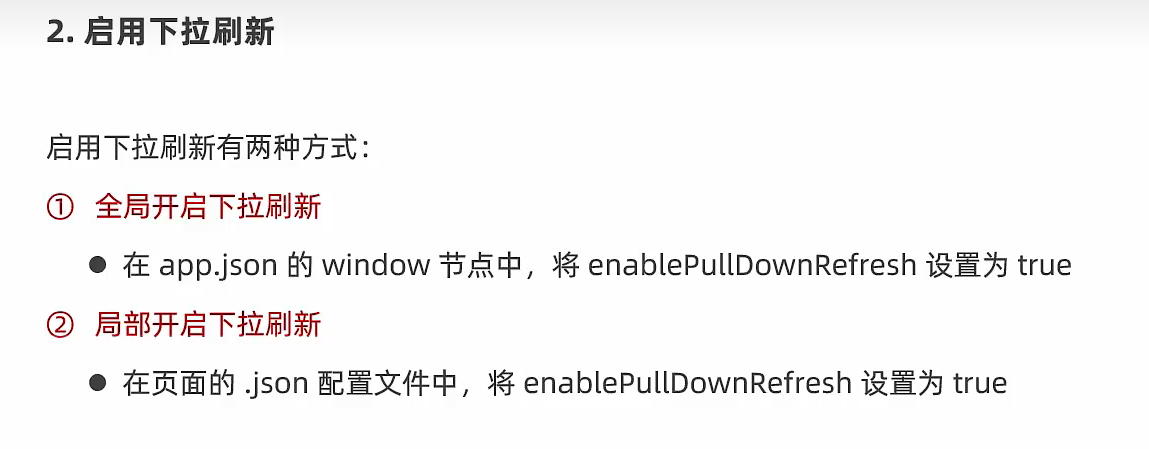 2. 启用下拉刷新
启用下拉刷新有两种方式：
① 全局开启下拉刷新
● 在 app.json 的 window 节点中，将 enablePullDownRefresh 设置为 true
② 局部开启下拉刷新
● 在页面的 .json 配置文件中，将 enablePullDownRefresh 设置为 true